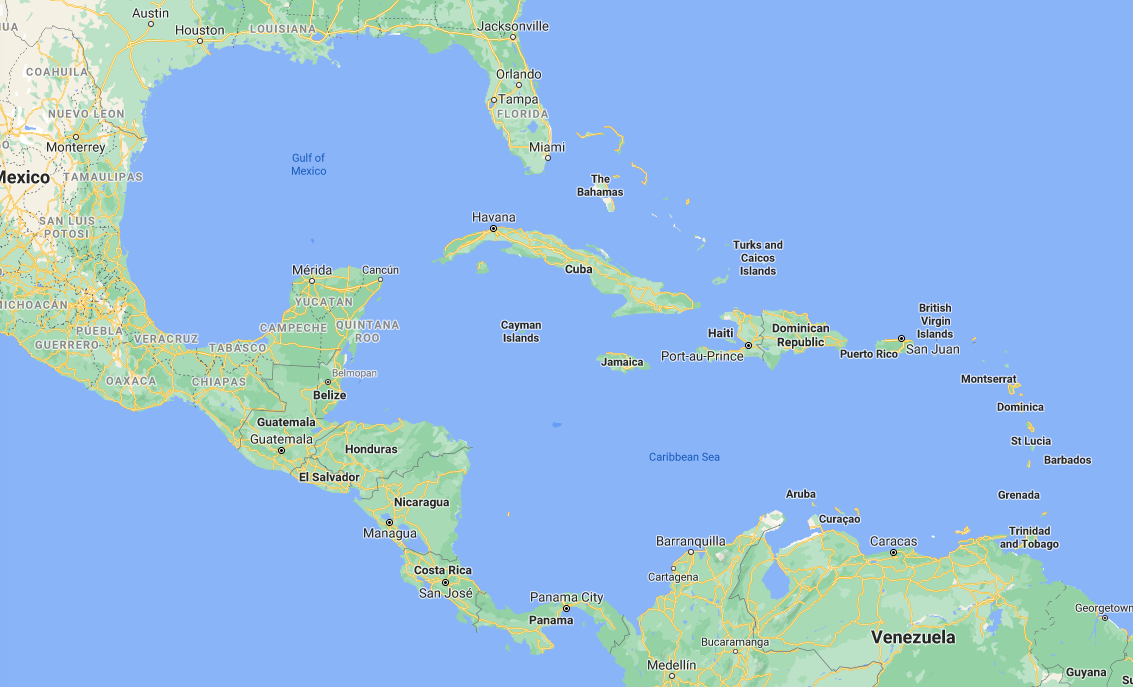 Austin
Houston
LOUISIANA
Jacksonville
COAHUILA
Orlando
Tampa
FLORIDA
NUEVO LEON
Monterrey
Miami
Gulf of
Mexico
Mexico
TAMAULIPAS
The
Bahamas
SAN LUIS
POTOSI
Havana
Turks and
Caicos
Islands
Mérida
Cancún
Cuba
YUCATAN
MICHOACÁN
British
Virgin
Islands
PUEBLA
VERACRUZ
CAMPECHE
QUINTANA
ROO
Cayman
Islands
Haiti
Dominican
Republic
GUERRERO
TABASCO
Jamaica
Port-au-Prince
Puerto Rico
San Juan
OAXACA
CHIAPAS
Belmopan
Belize
Montserrat
Dominica
Guatemala
Guatemala
Honduras
St Lucia
Barbados
Caribbean Sea
El Salvador
Nicaragua
Aruba
Grenada
Curaçao
Managua
Trinidad
and Tobago
Barranquilla
Caracas
Costa Rica
Cartagena
San José
Panama City
Panama
Georgetown
Venezuela
Bucaramanga
Medellín
Guyana